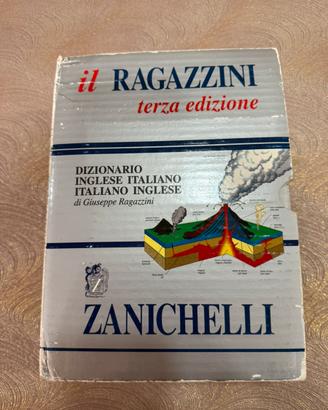 il RAGAZZINI
terza edizione
DIZIONARIO
INGLESE ITALIANO
ITALIANO INGLESE
di Giuseppe Ragazzini
ZANICHELLI